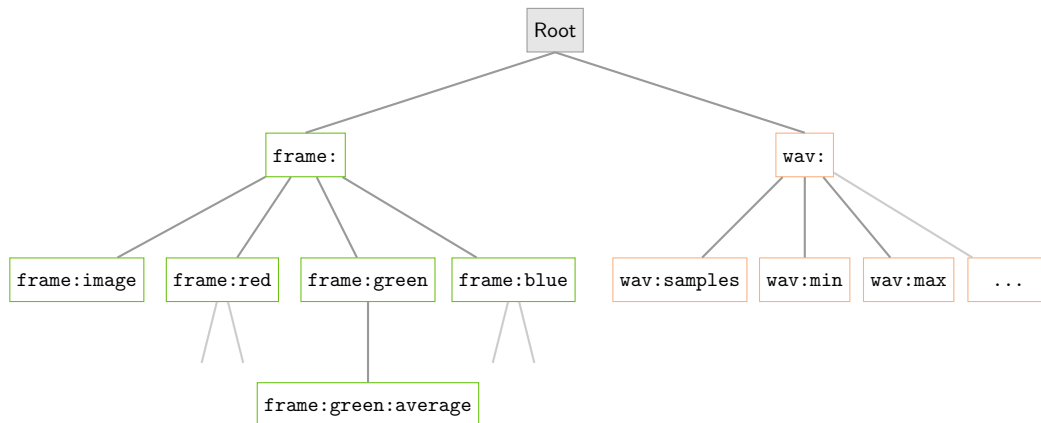 Root
frame: wav:
frame:image frame:red frame:green frame:blue wav:samples wav:min wav:max ...
frame:green:average